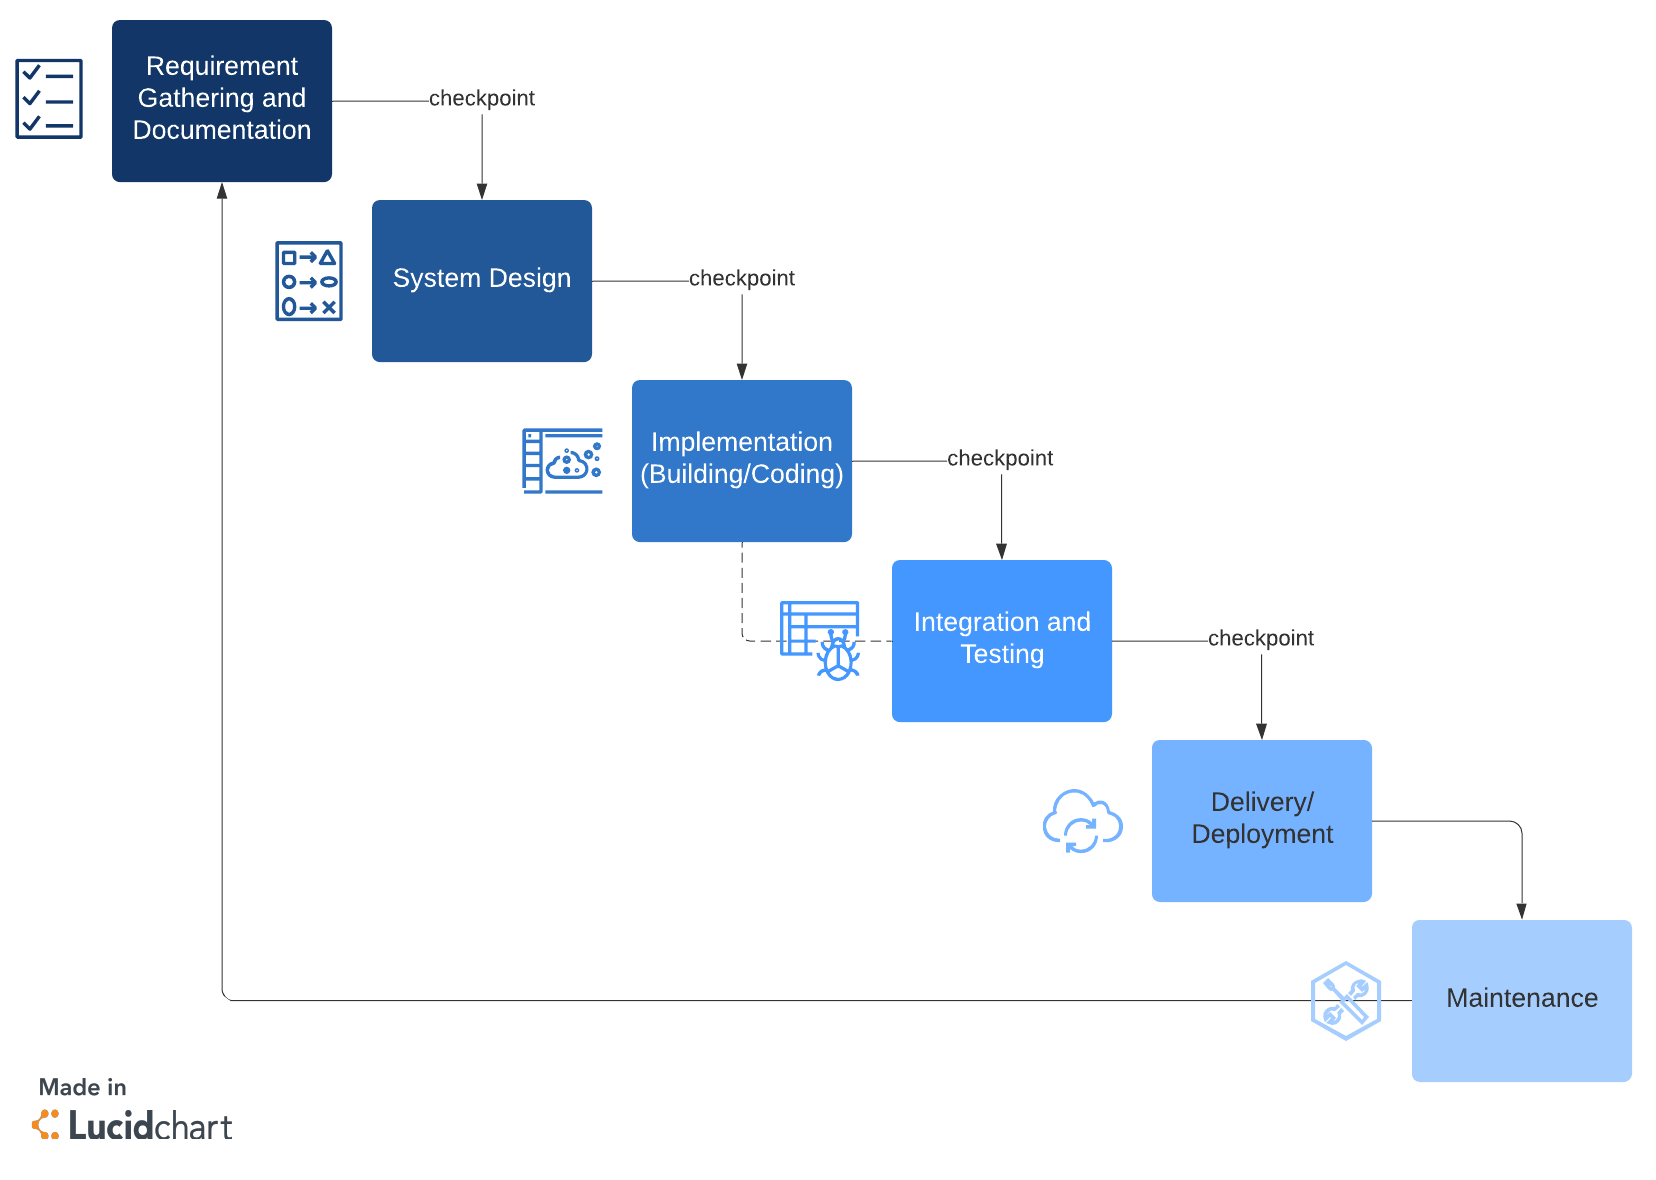 Requirement
Gathering and
Documentation
checkpoint
System Design
checkpoint
Implementation
(Building/Coding)
checkpoint
Integration and
Testing
checkpoint
Delivery/
Deployment
Maintenance
Made in
Lucidchart